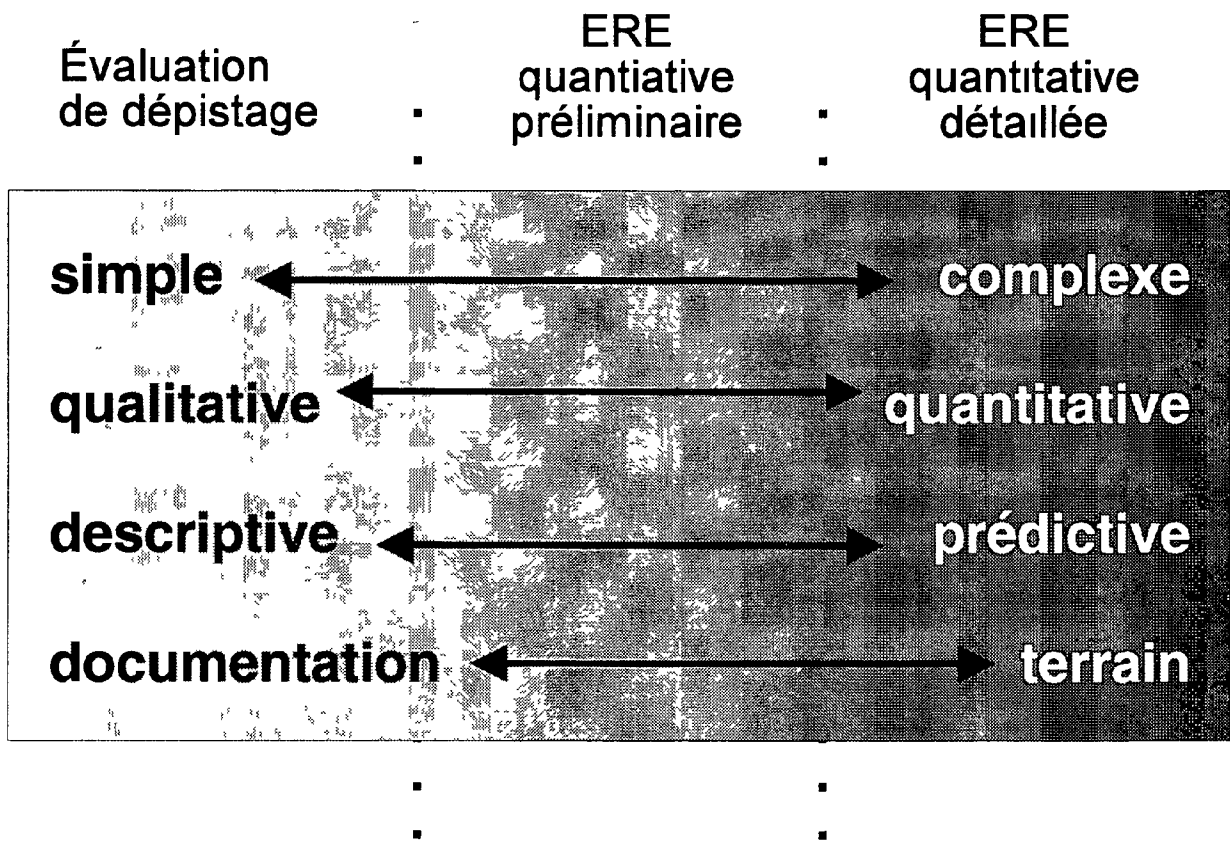 Évaluation
de dépistage
ERE
quantiative
préliminaire
ERE
quantitative
détaillée
simple complexe
qualitative quantitative
descriptive prédictive
documentation terrain